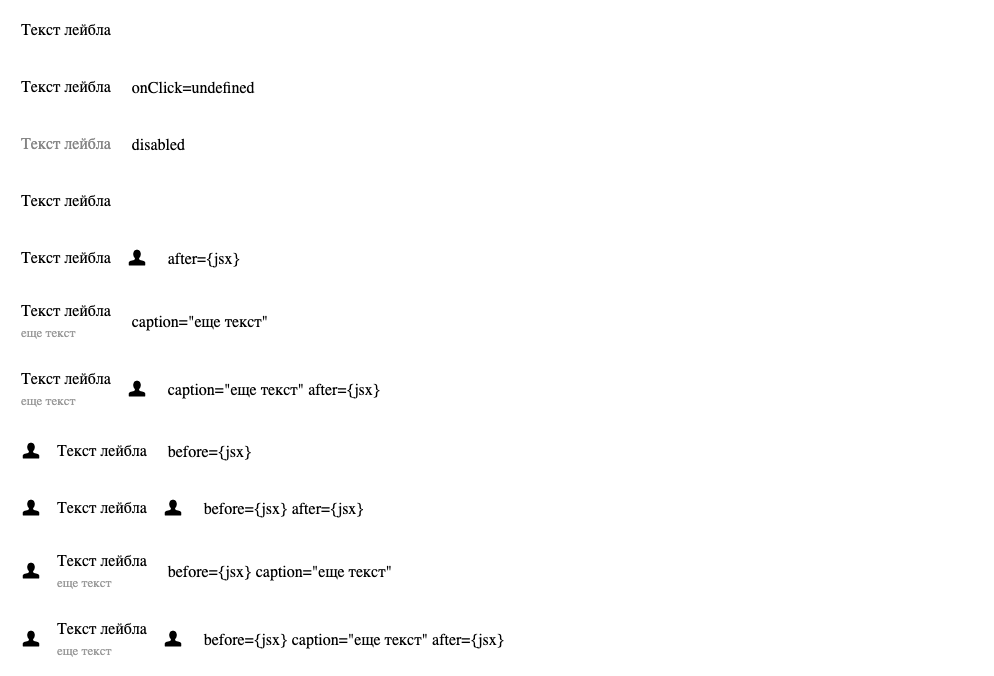 Текст лейбла
Текст лейбла onClick=undefined
Текст лейбла disabled
Текст лейбла
Текст лейбла after={jsx}
Текст лейбла
еще текст
caption="еще текст"
Текст лейбла
еще текст
caption="еще текст" after={jsx}
Текст лейбла before={jsx}
Текст лейбла before={jsx} after={jsx}
Текст лейбла
еще текст
before={jsx} caption="еще текст"
Текст лейбла
еще текст
before={jsx} caption="еще текст" after={jsx}